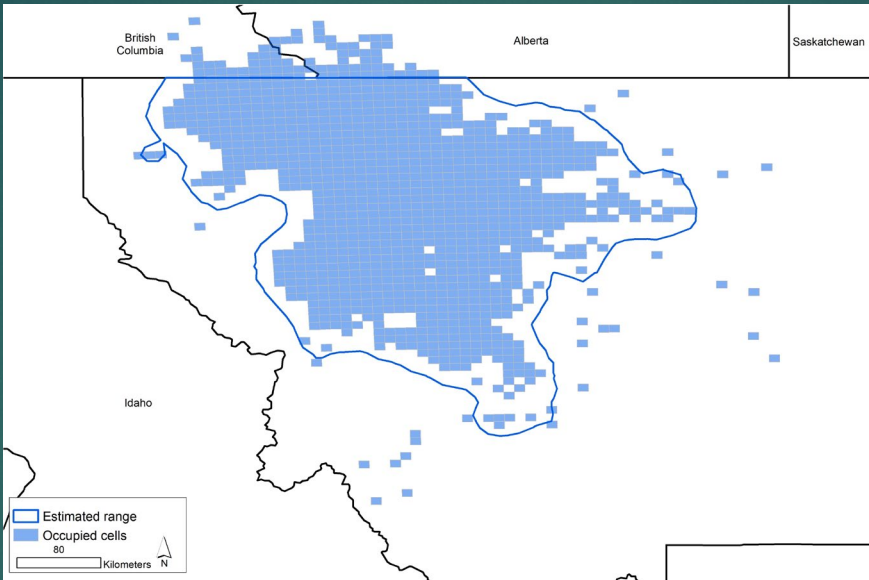 British
Columbia
Alberta
Saskatchewan
Idaho
Estimated range
Occupied cells
80
Kilometers
N